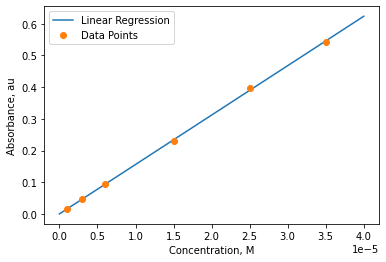 Linear Regression
Data Points
Absorbance, au
0.6
0.5
0.4
0.3
0.2
0.1
0.0
0.0 0.5 1.0 1.5 2.0 2.5 3.0 3.5 4.0
1e−5
Concentration, M